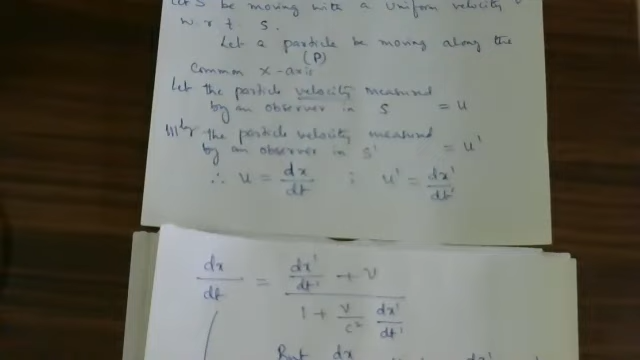 Let S' be moving with a uniform velocity
w.r.t. S.
Let a particle be moving along the
(P)
common x-axis
Let the particle velocity measured
by an observer in S = u
|||ly the particle velocity measured
by an observer in S' = u'
∴ u = dx/dt ; u' = dx'/dt'
dx/dt = (dx'/dt' + v) / (1 + v/c² dx'/dt')
But dx